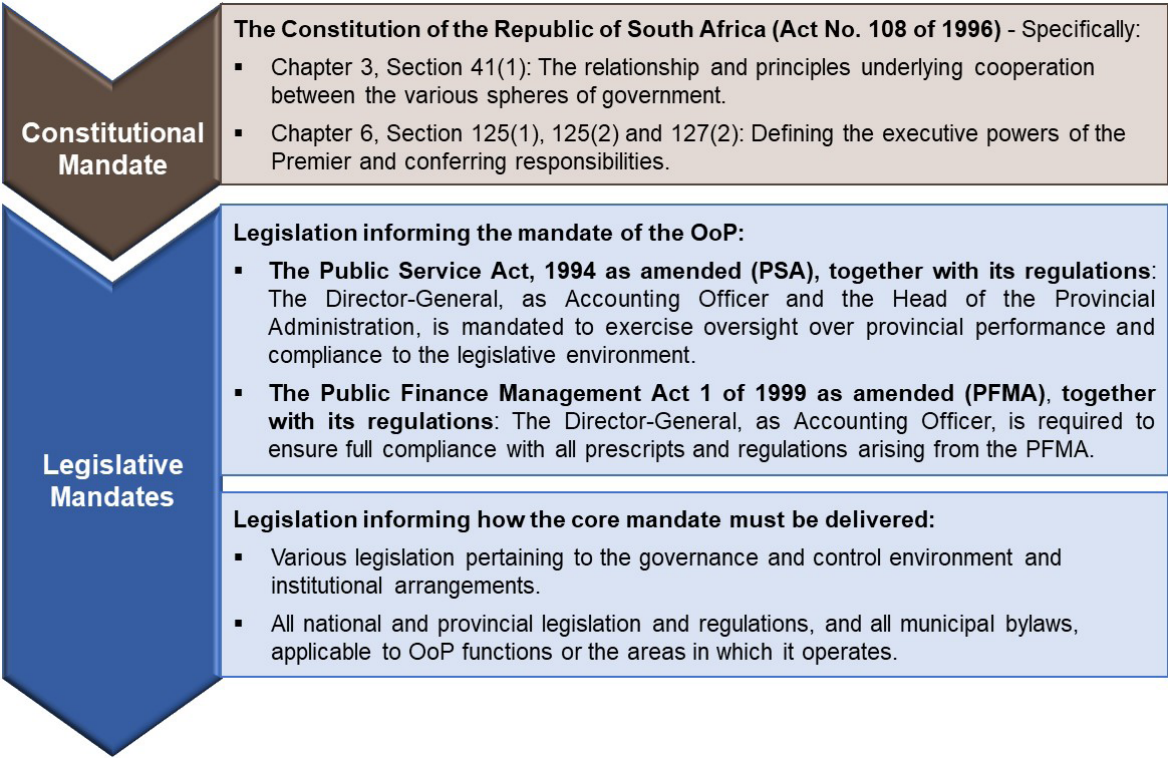 Constitutional
Mandate
The Constitution of the Republic of South Africa (Act No. 108 of 1996) - Specifically:
▪ Chapter 3, Section 41(1): The relationship and principles underlying cooperation
between the various spheres of government.
▪ Chapter 6, Section 125(1), 125(2) and 127(2): Defining the executive powers of the
Premier and conferring responsibilities.
Legislative
Mandates
Legislation informing the mandate of the OoP:
▪ The Public Service Act, 1994 as amended (PSA), together with its regulations:
The Director-General, as Accounting Officer and the Head of the Provincial
Administration, is mandated to exercise oversight over provincial performance and
compliance to the legislative environment.
▪ The Public Finance Management Act 1 of 1999 as amended (PFMA), together
with its regulations: The Director-General, as Accounting Officer, is required to
ensure full compliance with all prescripts and regulations arising from the PFMA.
Legislation informing how the core mandate must be delivered:
▪ Various legislation pertaining to the governance and control environment and
institutional arrangements.
▪ All national and provincial legislation and regulations, and all municipal bylaws,
applicable to OoP functions or the areas in which it operates.